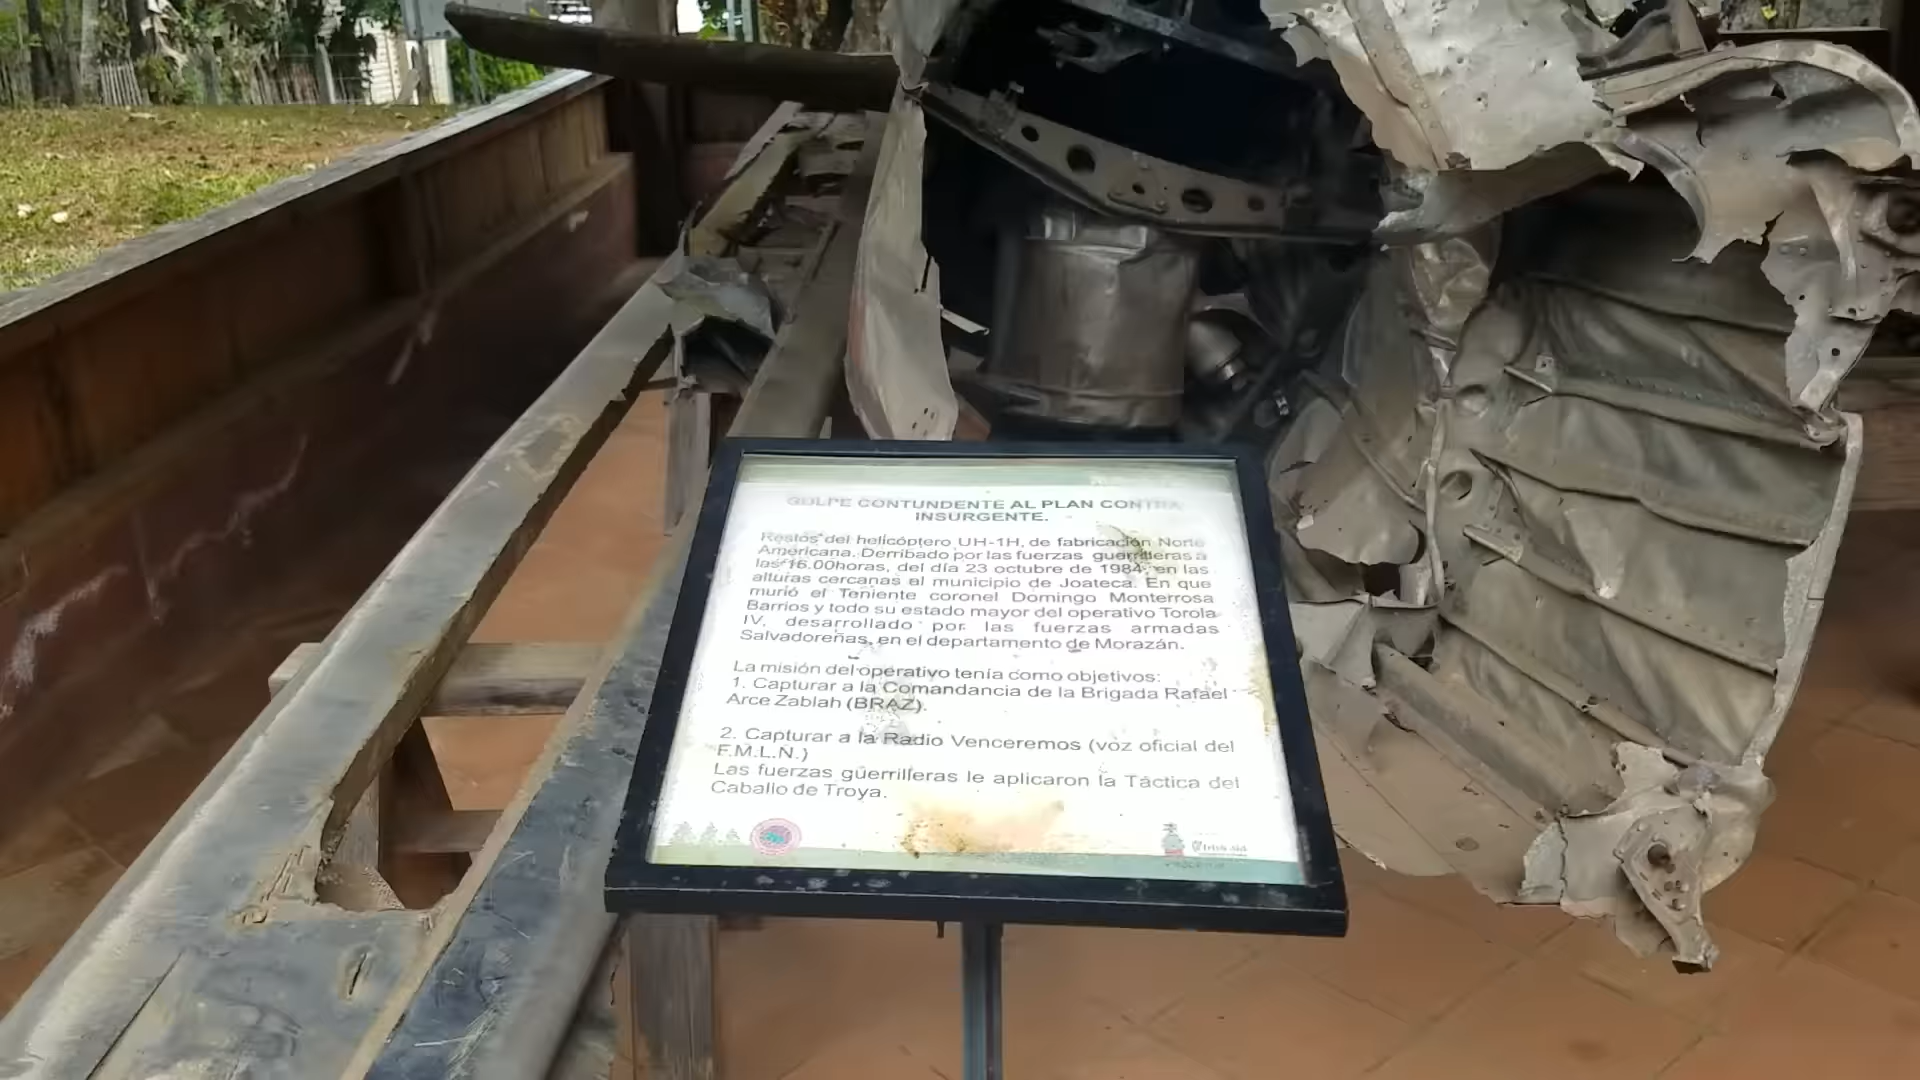 GOLPE CONTUNDENTE AL PLAN CONTRA
INSURGENTE.
Restos del helicóptero UH-1H, de fabricación Norte
Americana. Derribado por las fuerzas guerrilleras a
las 16.00horas, del día 23 octubre de 1984, en las
alturas cercanas el municipio de Joateca. En que
murió el Teniente coronel Domingo Monterrosa
Barrios y todo su estado mayor del operativo Torola
IV, desarrollado por las fuerzas armadas
Salvadoreñas, en el departamento de Morazán.
La misión del operativo tenía como objetivos:
1. Capturar a la Comandancia de la Brigada Rafael
Arce Zablah (BRAZ).
2. Capturar a la Radio Venceremos (voz oficial del
F.M.L.N.)
Las fuerzas guerrilleras le aplicaron la Táctica del
Caballo de Troya.
Irish Aid